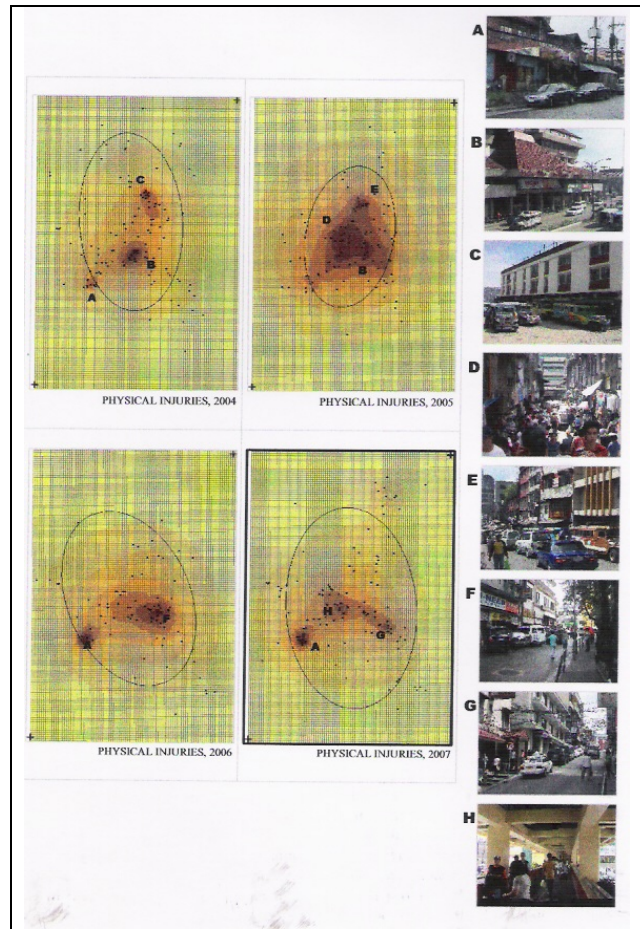 A
B
C
D
E
F
G
H
C
B
A
PHYSICAL INJURIES, 2004
E
D
B
PHYSICAL INJURIES, 2005
F
A
PHYSICAL INJURIES, 2006
H
G
A
PHYSICAL INJURIES, 2007